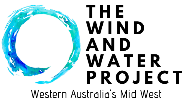 THE
WIND
AND
WATER
PROJECT
Western Australia's Mid West